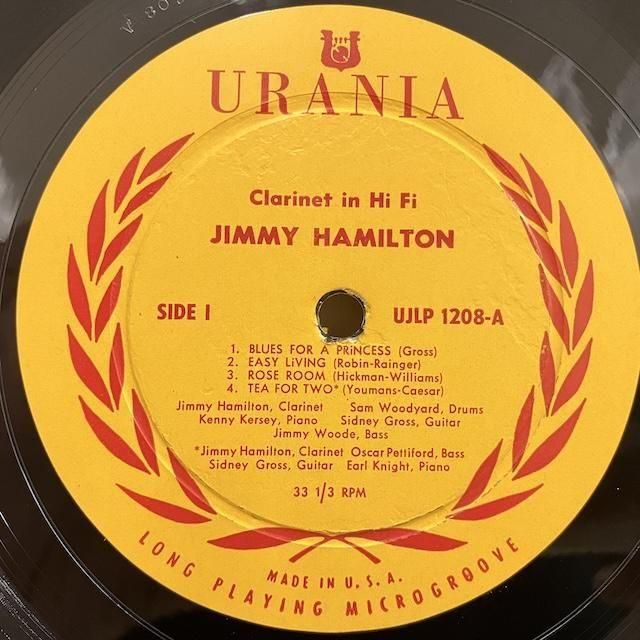 URANIA
Clarinet in Hi Fi
JIMMY HAMILTON
SIDE I
UJLP 1208-A
1. BLUES FOR A PRiNCESS (Gross)
2. EASY LiVING (Robin-Rainger)
3. ROSE ROOM (Hickman-Williams)
4. TEA FOR TWO* (Youmans-Caesar)
Jimmy Hamilton, Clarinet Sam Woodyard, Drums
Kenny Kersey, Piano Sidney Gross, Guitar
Jimmy Woode, Bass
*Jimmy Hamilton, Clarinet Oscar Pettiford, Bass
Sidney Gross, Guitar Earl Knight, Piano
33 1/3 RPM
MADE IN U. S. A.
LONG PLAYING MICROGROOVE